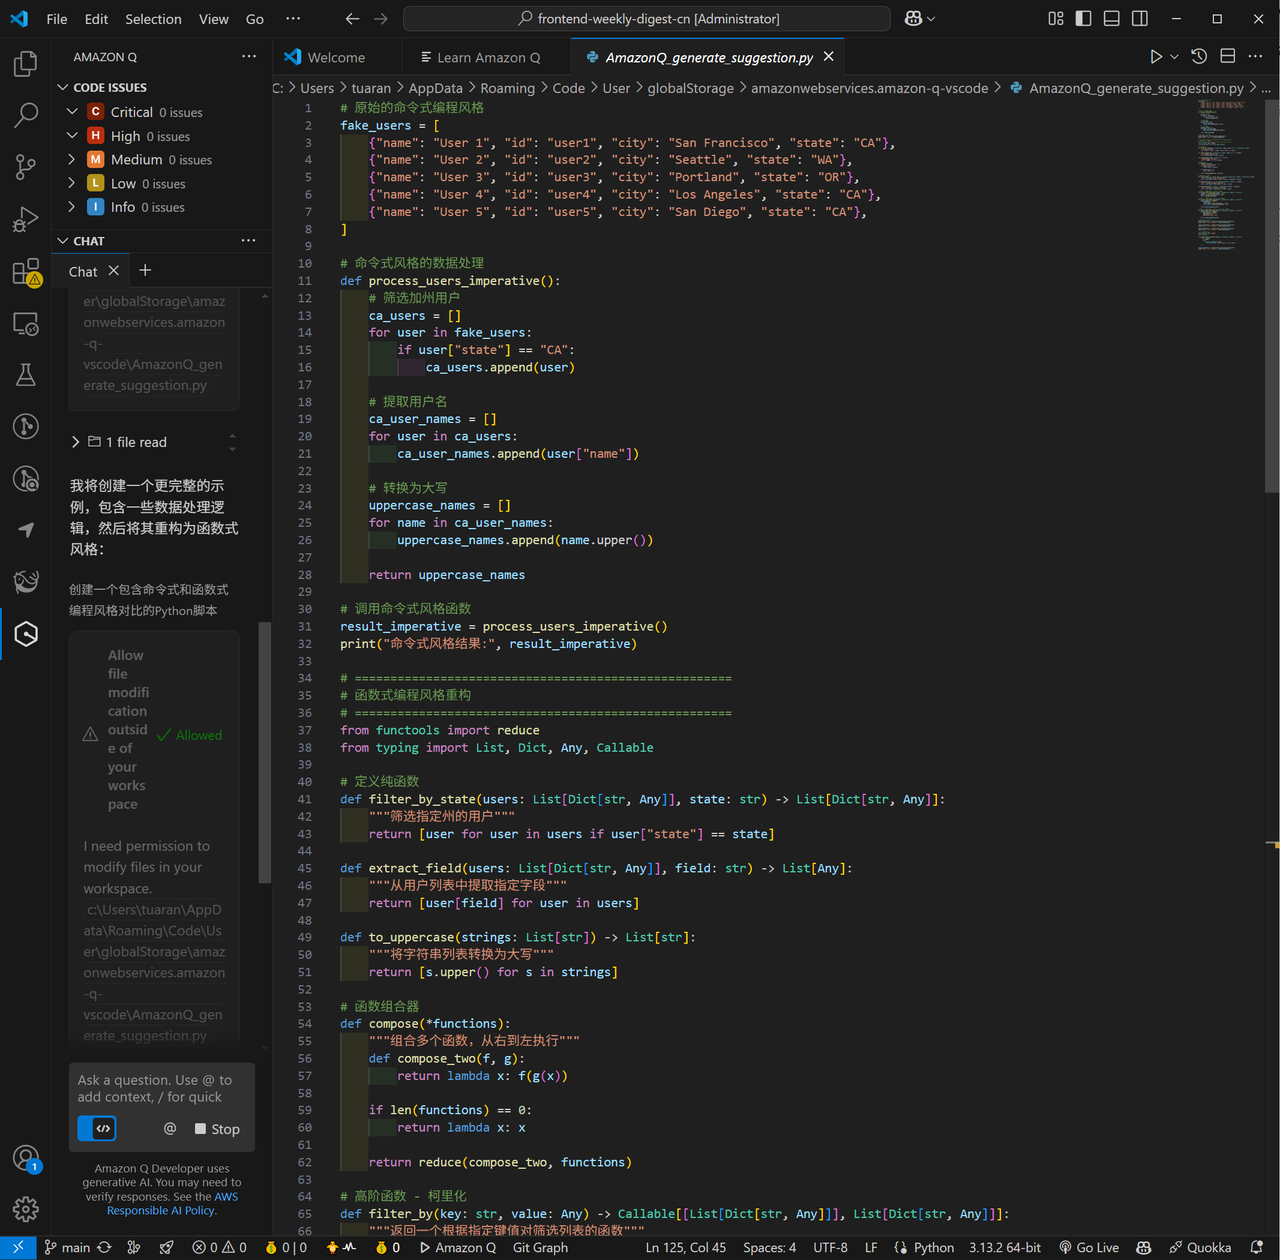 File Edit Selection View Go ··· frontend-weekly-digest-cn [Administrator]
AMAZON Q ···
CODE ISSUES
C Critical 0 issues
H High 0 issues
M Medium 0 issues
L Low 0 issues
I Info 0 issues
CHAT ···
Chat
er\globalStorage\amaz
onwebservices.amazon
-q-
vscode\AmazonQ_gen
erate_suggestion.py
1 file read
我将创建一个更完整的示
例，包含一些数据处理逻
辑，然后将其重构为函数式
风格：
创建一个包含命令式和函数式
编程风格对比的Python脚本
Allow
file
modifi
cation
outsid
e of
your
works
pace
Allowed
I need permission to
modify files in your
workspace.
c:\Users\tuaran\AppD
ata\Roaming\Code\Us
er\globalStorage\amaz
onwebservices.amazon
-q-
vscode\AmazonQ_gen
erate_suggestion.py
Ask a question. Use @ to
add context, / for quick
@ Stop
Amazon Q Developer uses
generative AI. You may need to
verify responses. See the AWS
Responsible AI Policy.
Welcome Learn Amazon Q AmazonQ_generate_suggestion.py
C: > Users > tuaran > AppData > Roaming > Code > User > globalStorage > amazonwebservices.amazon-q-vscode > AmazonQ_generate_suggestion.py > ...
1 # 原始的命令式编程风格
2 fake_users = [
3 {"name": "User 1", "id": "user1", "city": "San Francisco", "state": "CA"},
4 {"name": "User 2", "id": "user2", "city": "Seattle", "state": "WA"},
5 {"name": "User 3", "id": "user3", "city": "Portland", "state": "OR"},
6 {"name": "User 4", "id": "user4", "city": "Los Angeles", "state": "CA"},
7 {"name": "User 5", "id": "user5", "city": "San Diego", "state": "CA"},
8 ]
9
10 # 命令式风格的数据处理
11 def process_users_imperative():
12 # 筛选加州用户
13 ca_users = []
14 for user in fake_users:
15 if user["state"] == "CA":
16 ca_users.append(user)
17
18 # 提取用户名
19 ca_user_names = []
20 for user in ca_users:
21 ca_user_names.append(user["name"])
22
23 # 转换为大写
24 uppercase_names = []
25 for name in ca_user_names:
26 uppercase_names.append(name.upper())
27
28 return uppercase_names
29
30 # 调用命令式风格函数
31 result_imperative = process_users_imperative()
32 print("命令式风格结果:", result_imperative)
33
34 # =====================================================
35 # 函数式编程风格重构
36 # =====================================================
37 from functools import reduce
38 from typing import List, Dict, Any, Callable
39
40 # 定义纯函数
41 def filter_by_state(users: List[Dict[str, Any]], state: str) -> List[Dict[str, Any]]:
42 """筛选指定州的用户"""
43 return [user for user in users if user["state"] == state]
44
45 def extract_field(users: List[Dict[str, Any]], field: str) -> List[Any]:
46 """从用户列表中提取指定字段"""
47 return [user[field] for user in users]
48
49 def to_uppercase(strings: List[str]) -> List[str]:
50 """将字符串列表转换为大写"""
51 return [s.upper() for s in strings]
52
53 # 函数组合器
54 def compose(*functions):
55 """组合多个函数，从右到左执行"""
56 def compose_two(f, g):
57 return lambda x: f(g(x))
58
59 if len(functions) == 0:
60 return lambda x: x
61
62 return reduce(compose_two, functions)
63
64 # 高阶函数 - 柯里化
65 def filter_by(key: str, value: Any) -> Callable[[List[Dict[str, Any]]], List[Dict[str, Any]]]:
66 """返回一个根据指定键值对筛选列表的函数"""
1
main 0 0 0 | 0 0 Amazon Q Git Graph Ln 125, Col 45 Spaces: 4 UTF-8 LF Python 3.13.2 64-bit Go Live Quokka